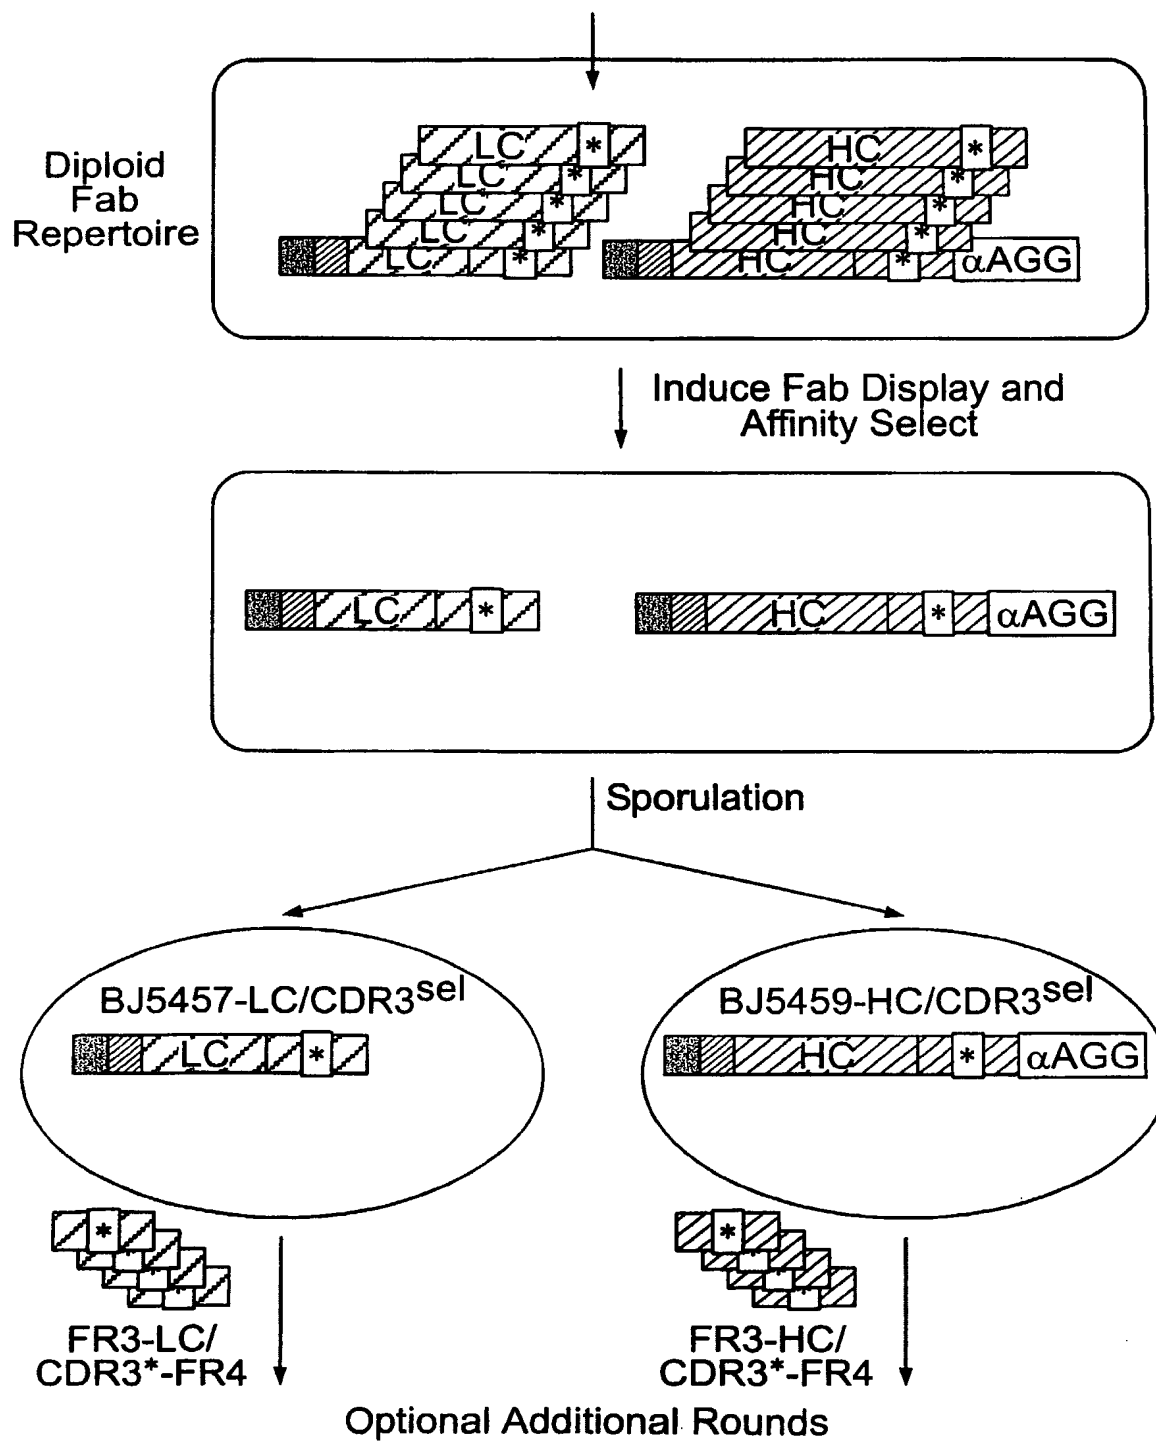 Diploid
Fab
Repertoire
LC *
LC *
LC *
LC *
LC *
HC *
HC *
HC *
HC *
HC * αAGG
Induce Fab Display and
Affinity Select
LC *
HC * αAGG
Sporulation
BJ5457-LC/CDR3sel
LC *
BJ5459-HC/CDR3sel
HC * αAGG
*
FR3-LC/
CDR3*-FR4
*
FR3-HC/
CDR3*-FR4
Optional Additional Rounds